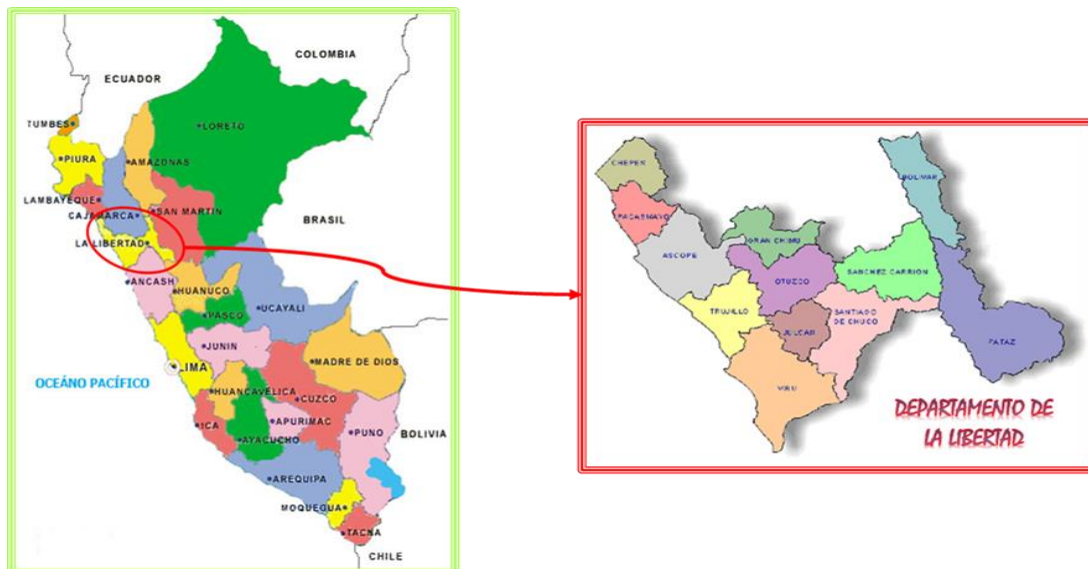 COLOMBIA
ECUADOR
LORETO
TUMBES
PIURA
AMAZONAS
LAMBAYEQUE
SAN MARTIN
CAJAMARCA
BRASIL
LA LIBERTAD
ANCASH
HUANUCO
UCAYALI
PASCO
JUNIN
MADRE DE DIOS
LIMA
OCEÁNO PACÍFICO
HUANCAVELICA
CUZCO
ICA
APURIMAC
PUNO
BOLIVIA
AYACUCHO
AREQUIPA
MOQUEGUA
TACNA
CHILE
CHEPEN
BOLIVAR
PACASMAYO
GRAN CHIMU
ASCOPE
SANCHEZ CARRION
OTUZCO
TRUJILLO
SANTIAGO
DE CHUCO
JULCAN
PATAZ
VIRU
DEPARTAMENTO DE
LA LIBERTAD